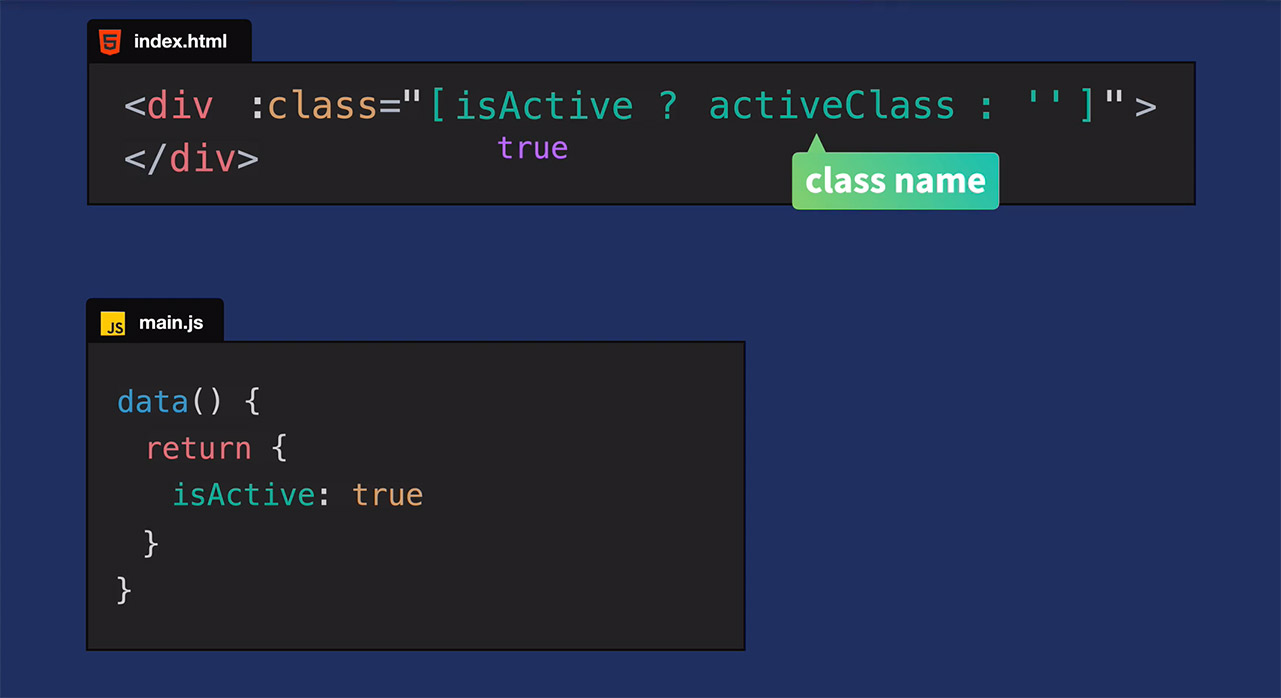 index.html
<div :class="[isActive ? activeClass : '']">
true
</div>
class name
JS main.js
data() {
return {
isActive: true
}
}